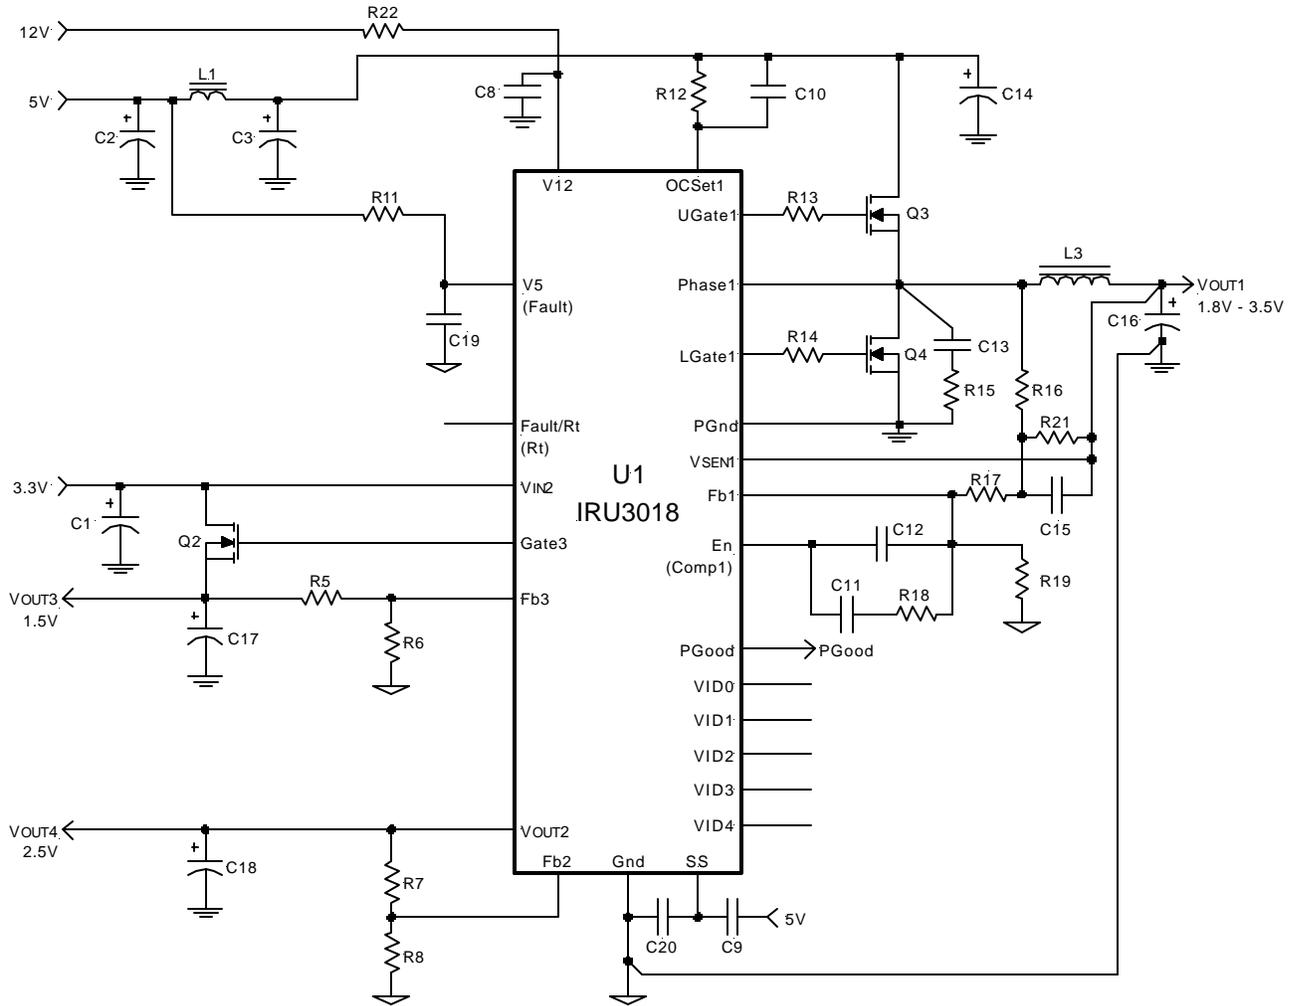 R22
12V
L1
5V
C8
R12
C10
C14
C2
C3
V12
OCSet1
R11
UGate1
R13
Q3
L3
V5
(Fault)
Phase1
VOUT1
1.8V - 3.5V
C16
C19
LGate1
R14
Q4
C13
R15
R16
Fault/Rt
(Rt)
PGnd
R21
VSEN1
U1
IRU3018
3.3V
VIN2
Fb1
R17
C15
C1
Q2
Gate3
En
(Comp1)
C12
C11
R18
R19
VOUT3
1.5V
R5
Fb3
C17
R6
PGood
PGood
VID0
VID1
VID2
VID3
VID4
VOUT4
2.5V
VOUT2
C18
Fb2
Gnd
SS
R7
R8
C20
C9
5V